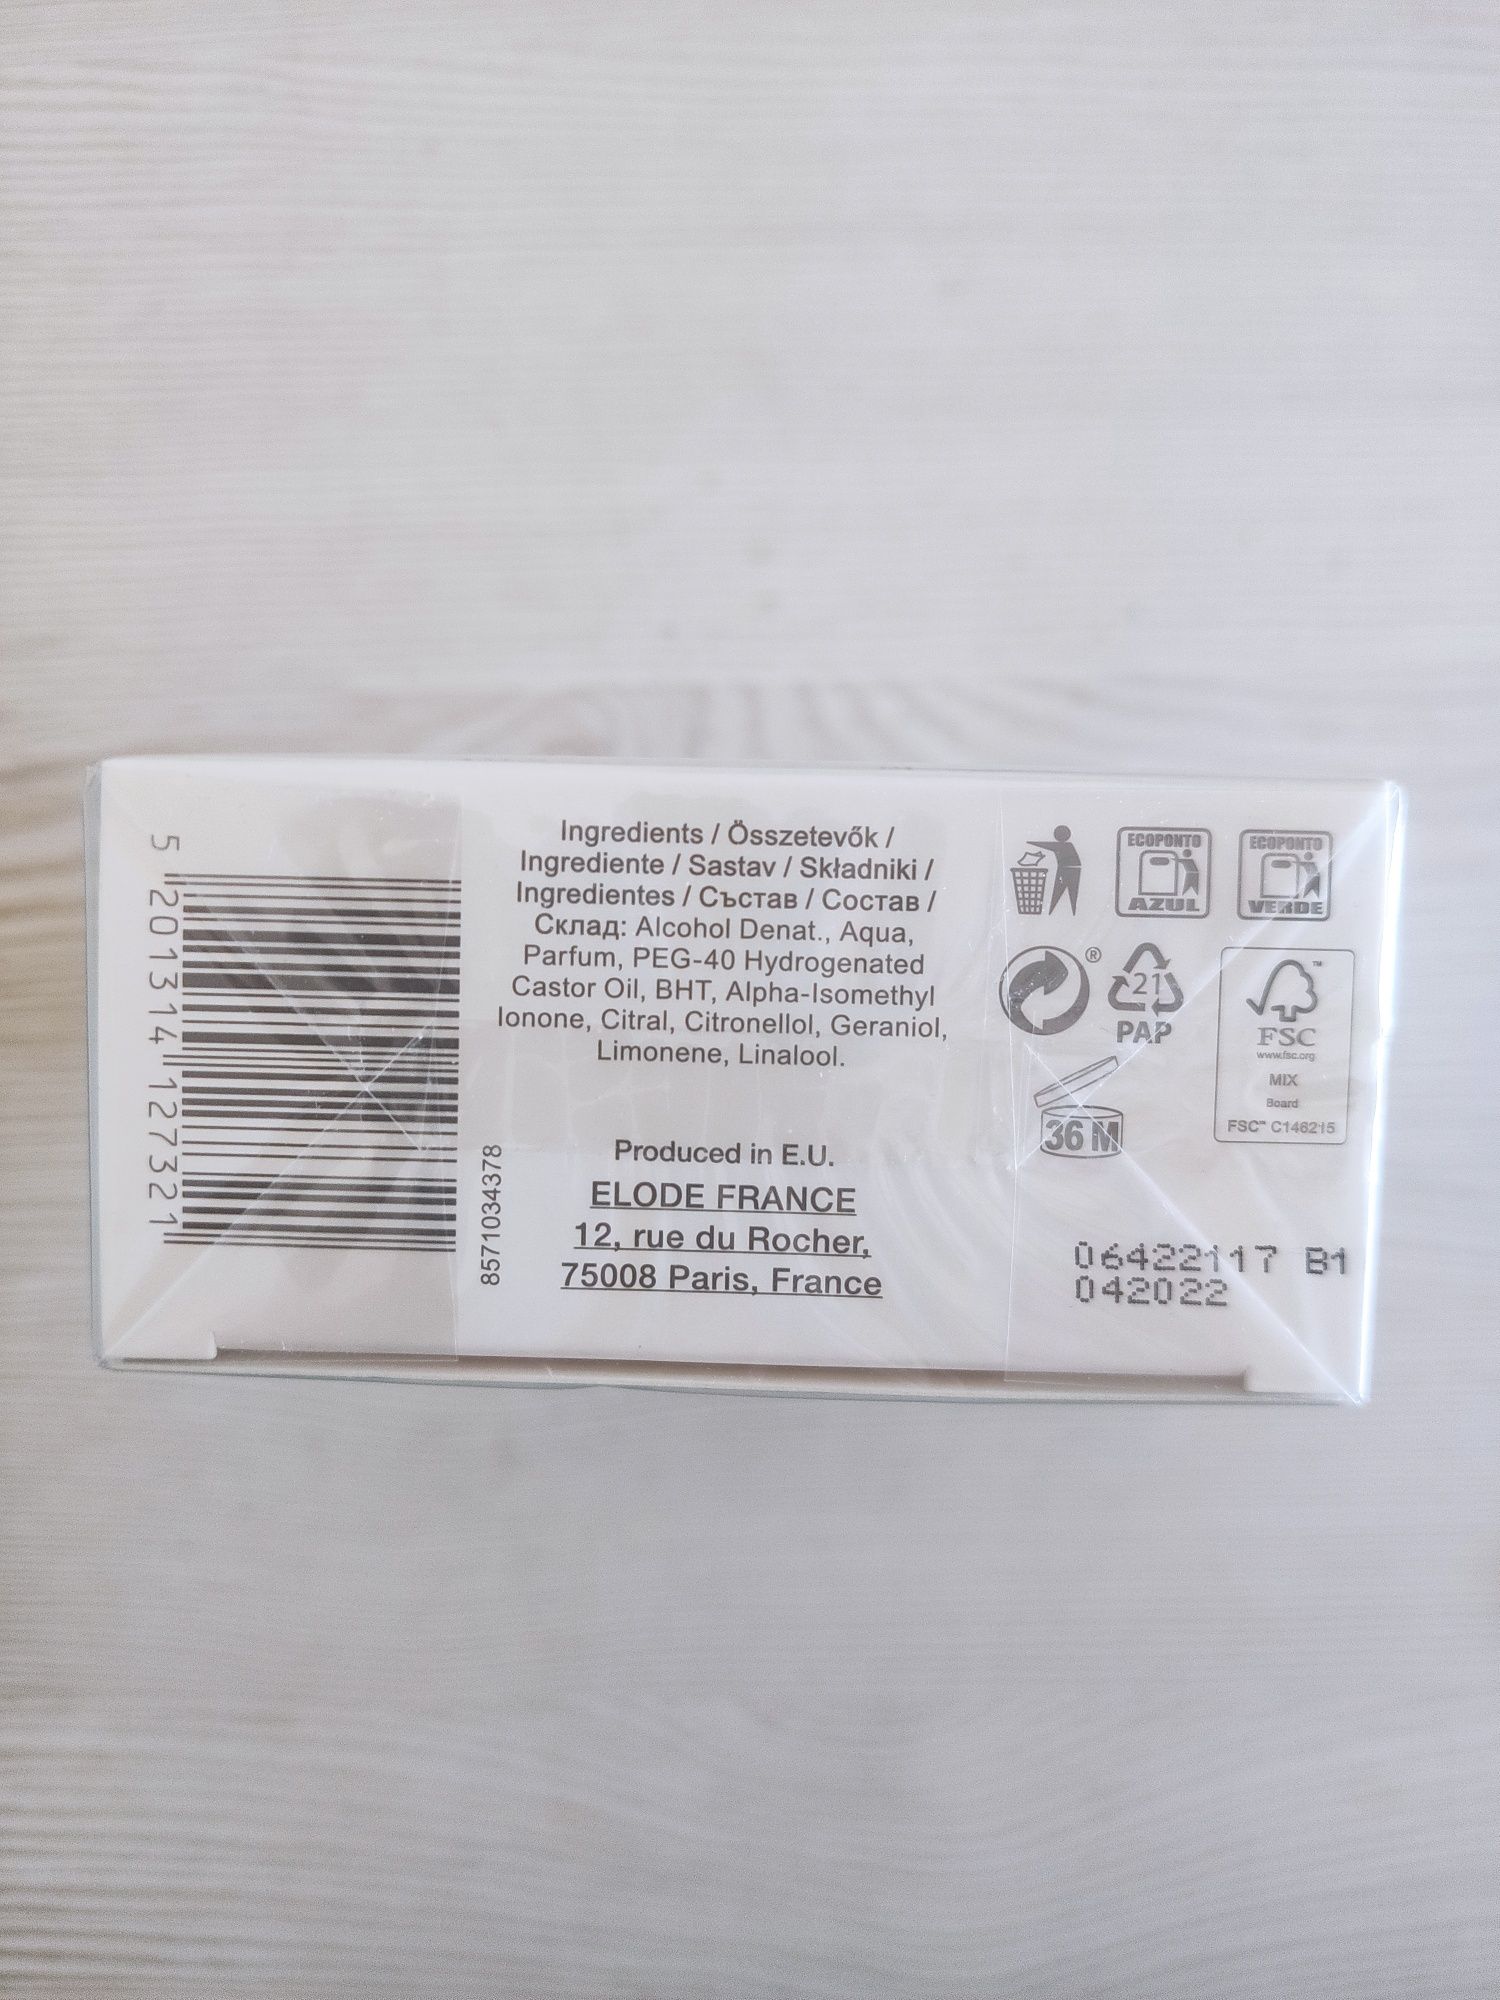 5 201314 127321
8571034378
Ingredients / Összetevők /
Ingrediente / Sastav / Składniki /
Ingredientes / Състав / Состав /
Склад: Alcohol Denat., Aqua,
Parfum, PEG-40 Hydrogenated
Castor Oil, BHT, Alpha-Isomethyl
Ionone, Citral, Citronellol, Geraniol,
Limonene, Linalool.
Produced in E.U.
ELODE FRANCE
12, rue du Rocher,
75008 Paris, France
ECOPONTO
AZUL
ECOPONTO
VERDE
®
21
PAP
™
FSC
www.fsc.org
MIX
Board
FSC™ C146215
36 M
06422117 B1
042022